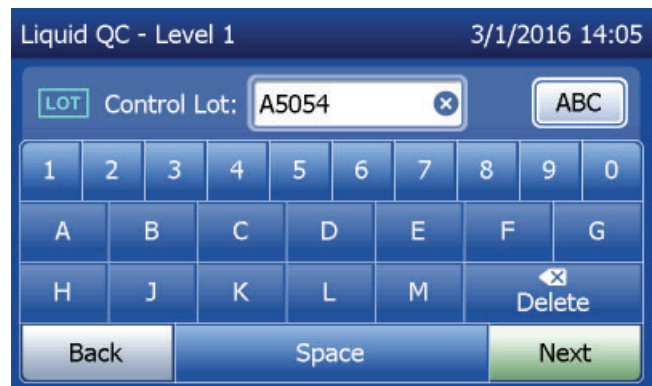 Liquid QC - Level 1 3/1/2016 14:05
LOT Control Lot: A5054 ABC
1 2 3 4 5 6 7 8 9 0
A B C D E F G
H J K L M Delete
Back Space Next